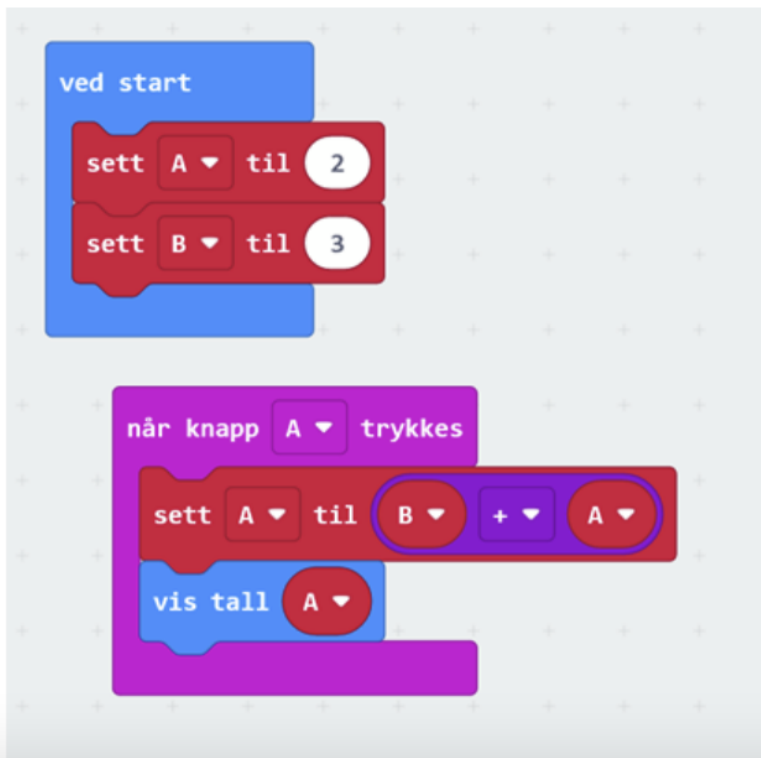 ved start
sett A til 2
sett B til 3
når knapp A trykkes
sett A til B + A
vis tall A